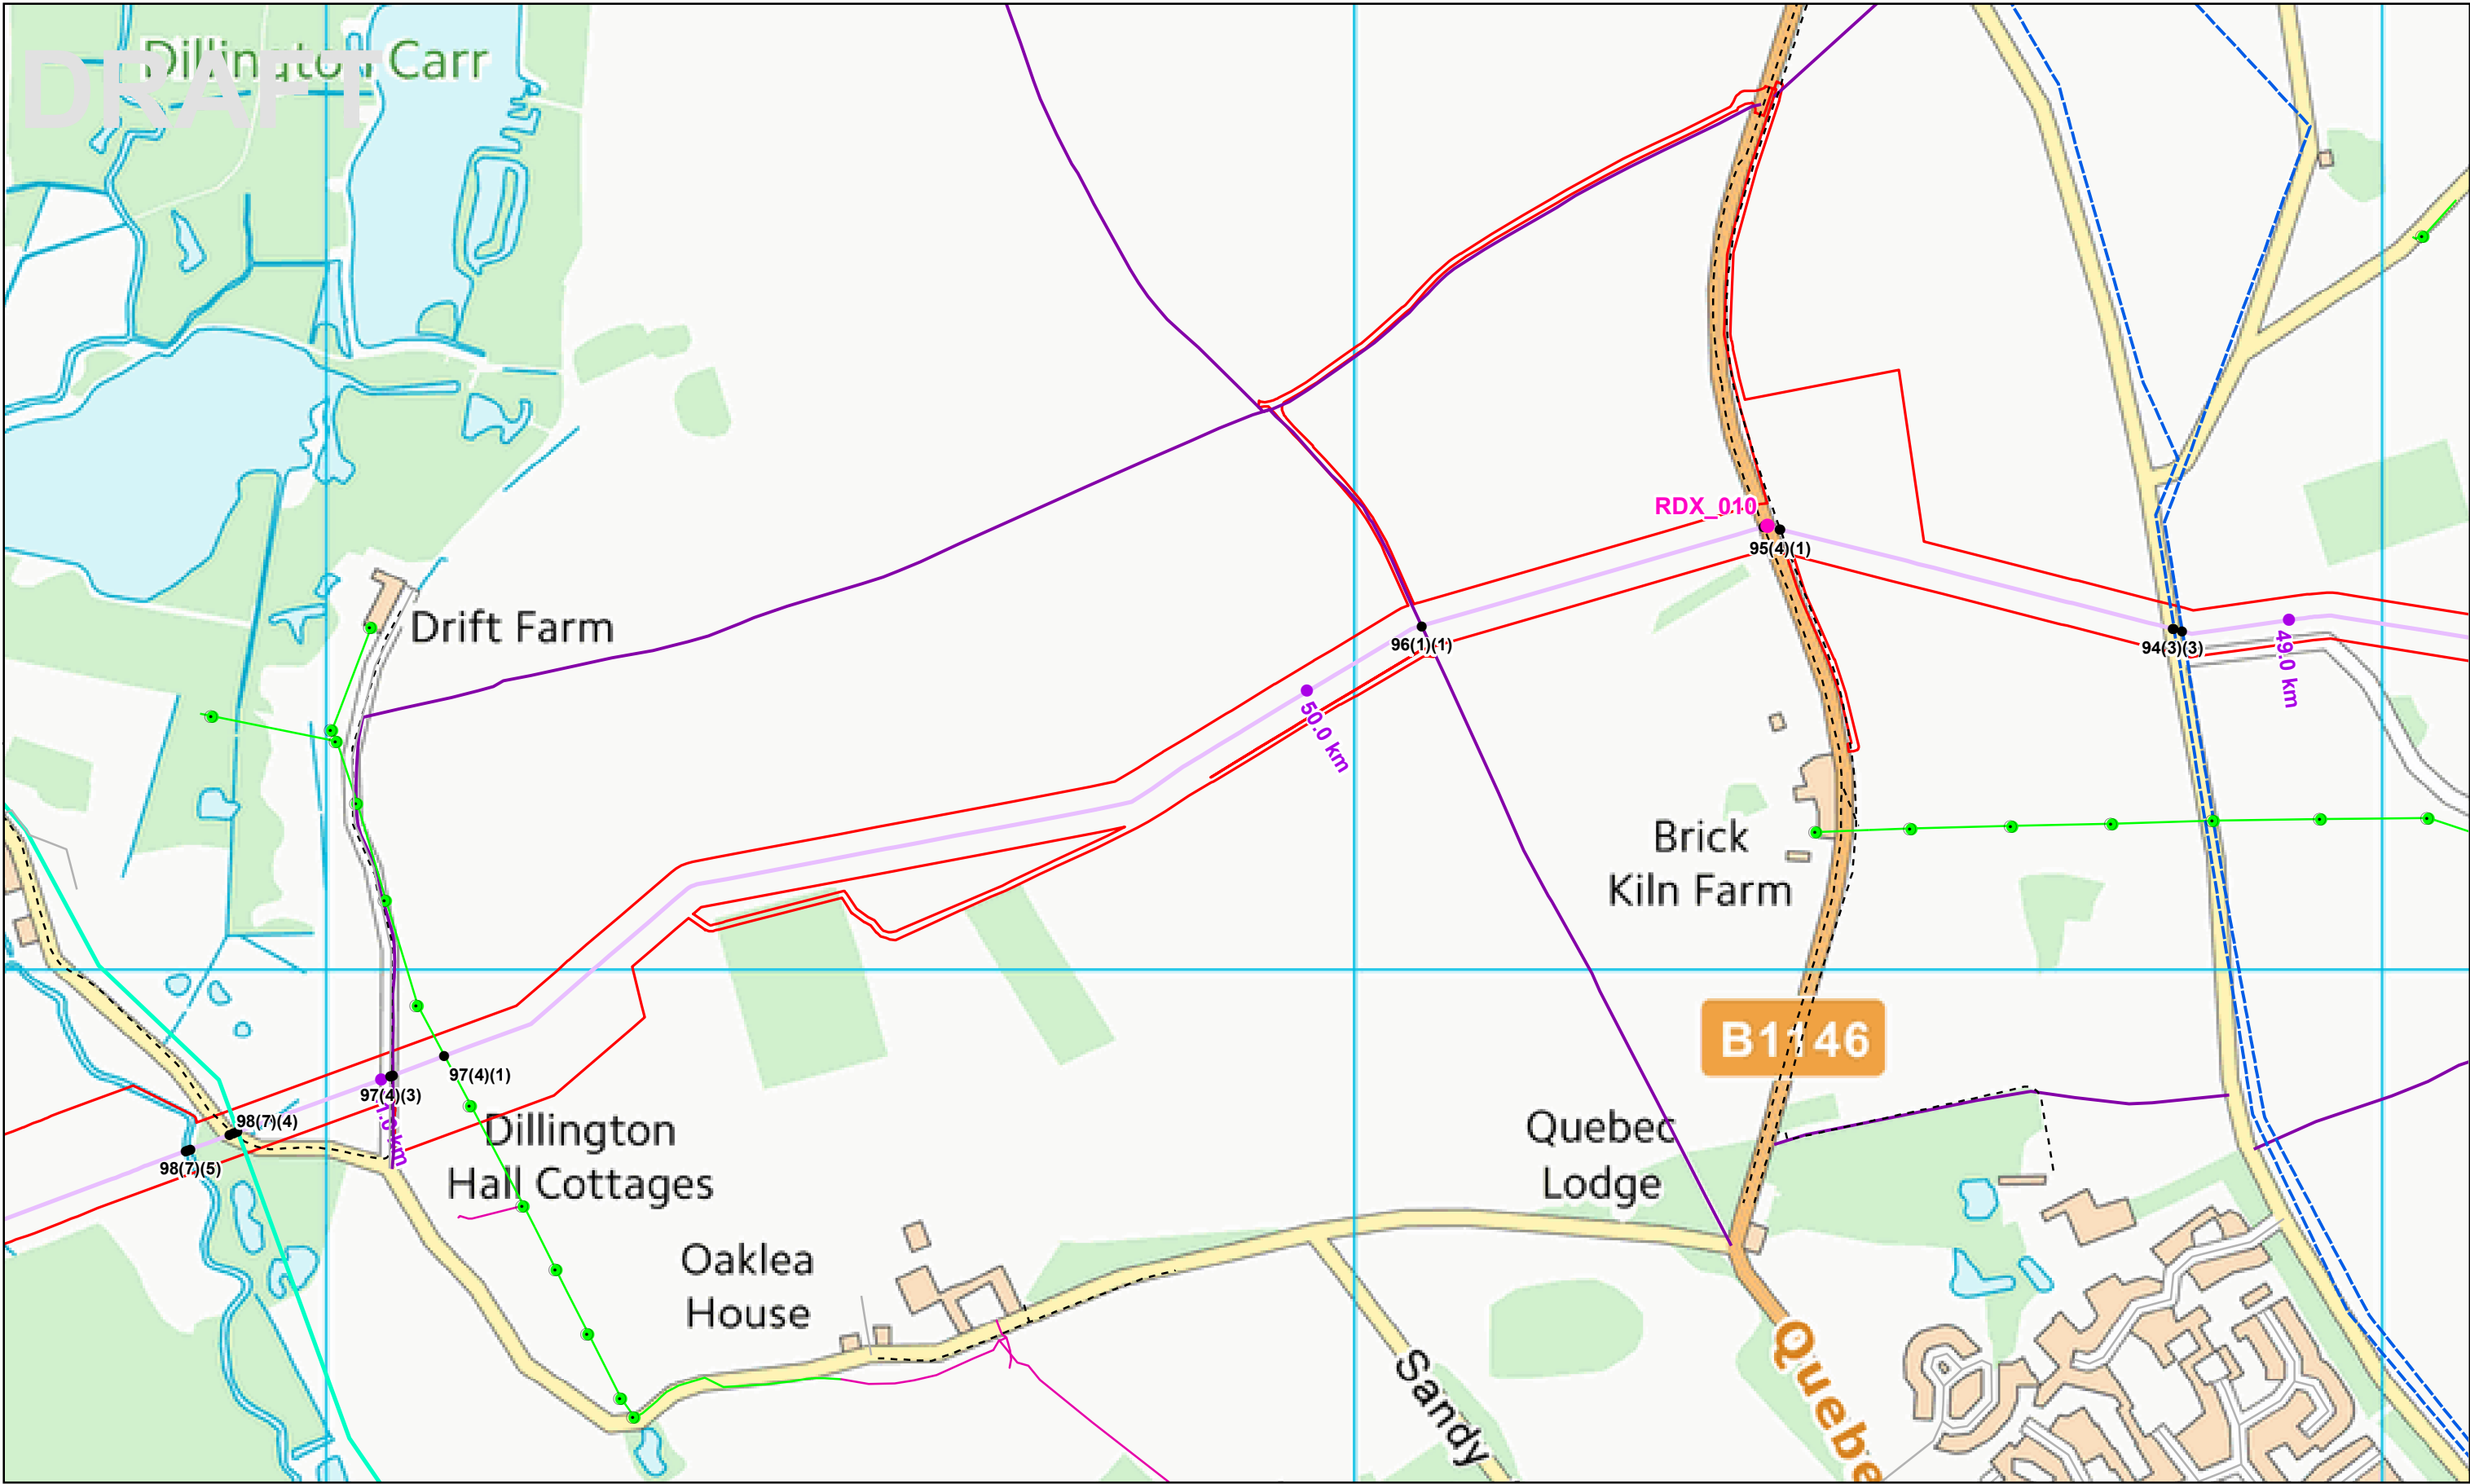 Dillington Carr
DRAFT
RDX_010
95(4)(1)
Drift Farm
96(1)(1)
94(3)(3)
49.0 km
50.0 km
Brick
Kiln Farm
B1146
97(4)(1)
97(4)(3)
98(7)(4)
98(7)(5)
Dillington
Hall Cottages
Quebec
Lodge
Oaklea
House
Sandy
Quebe